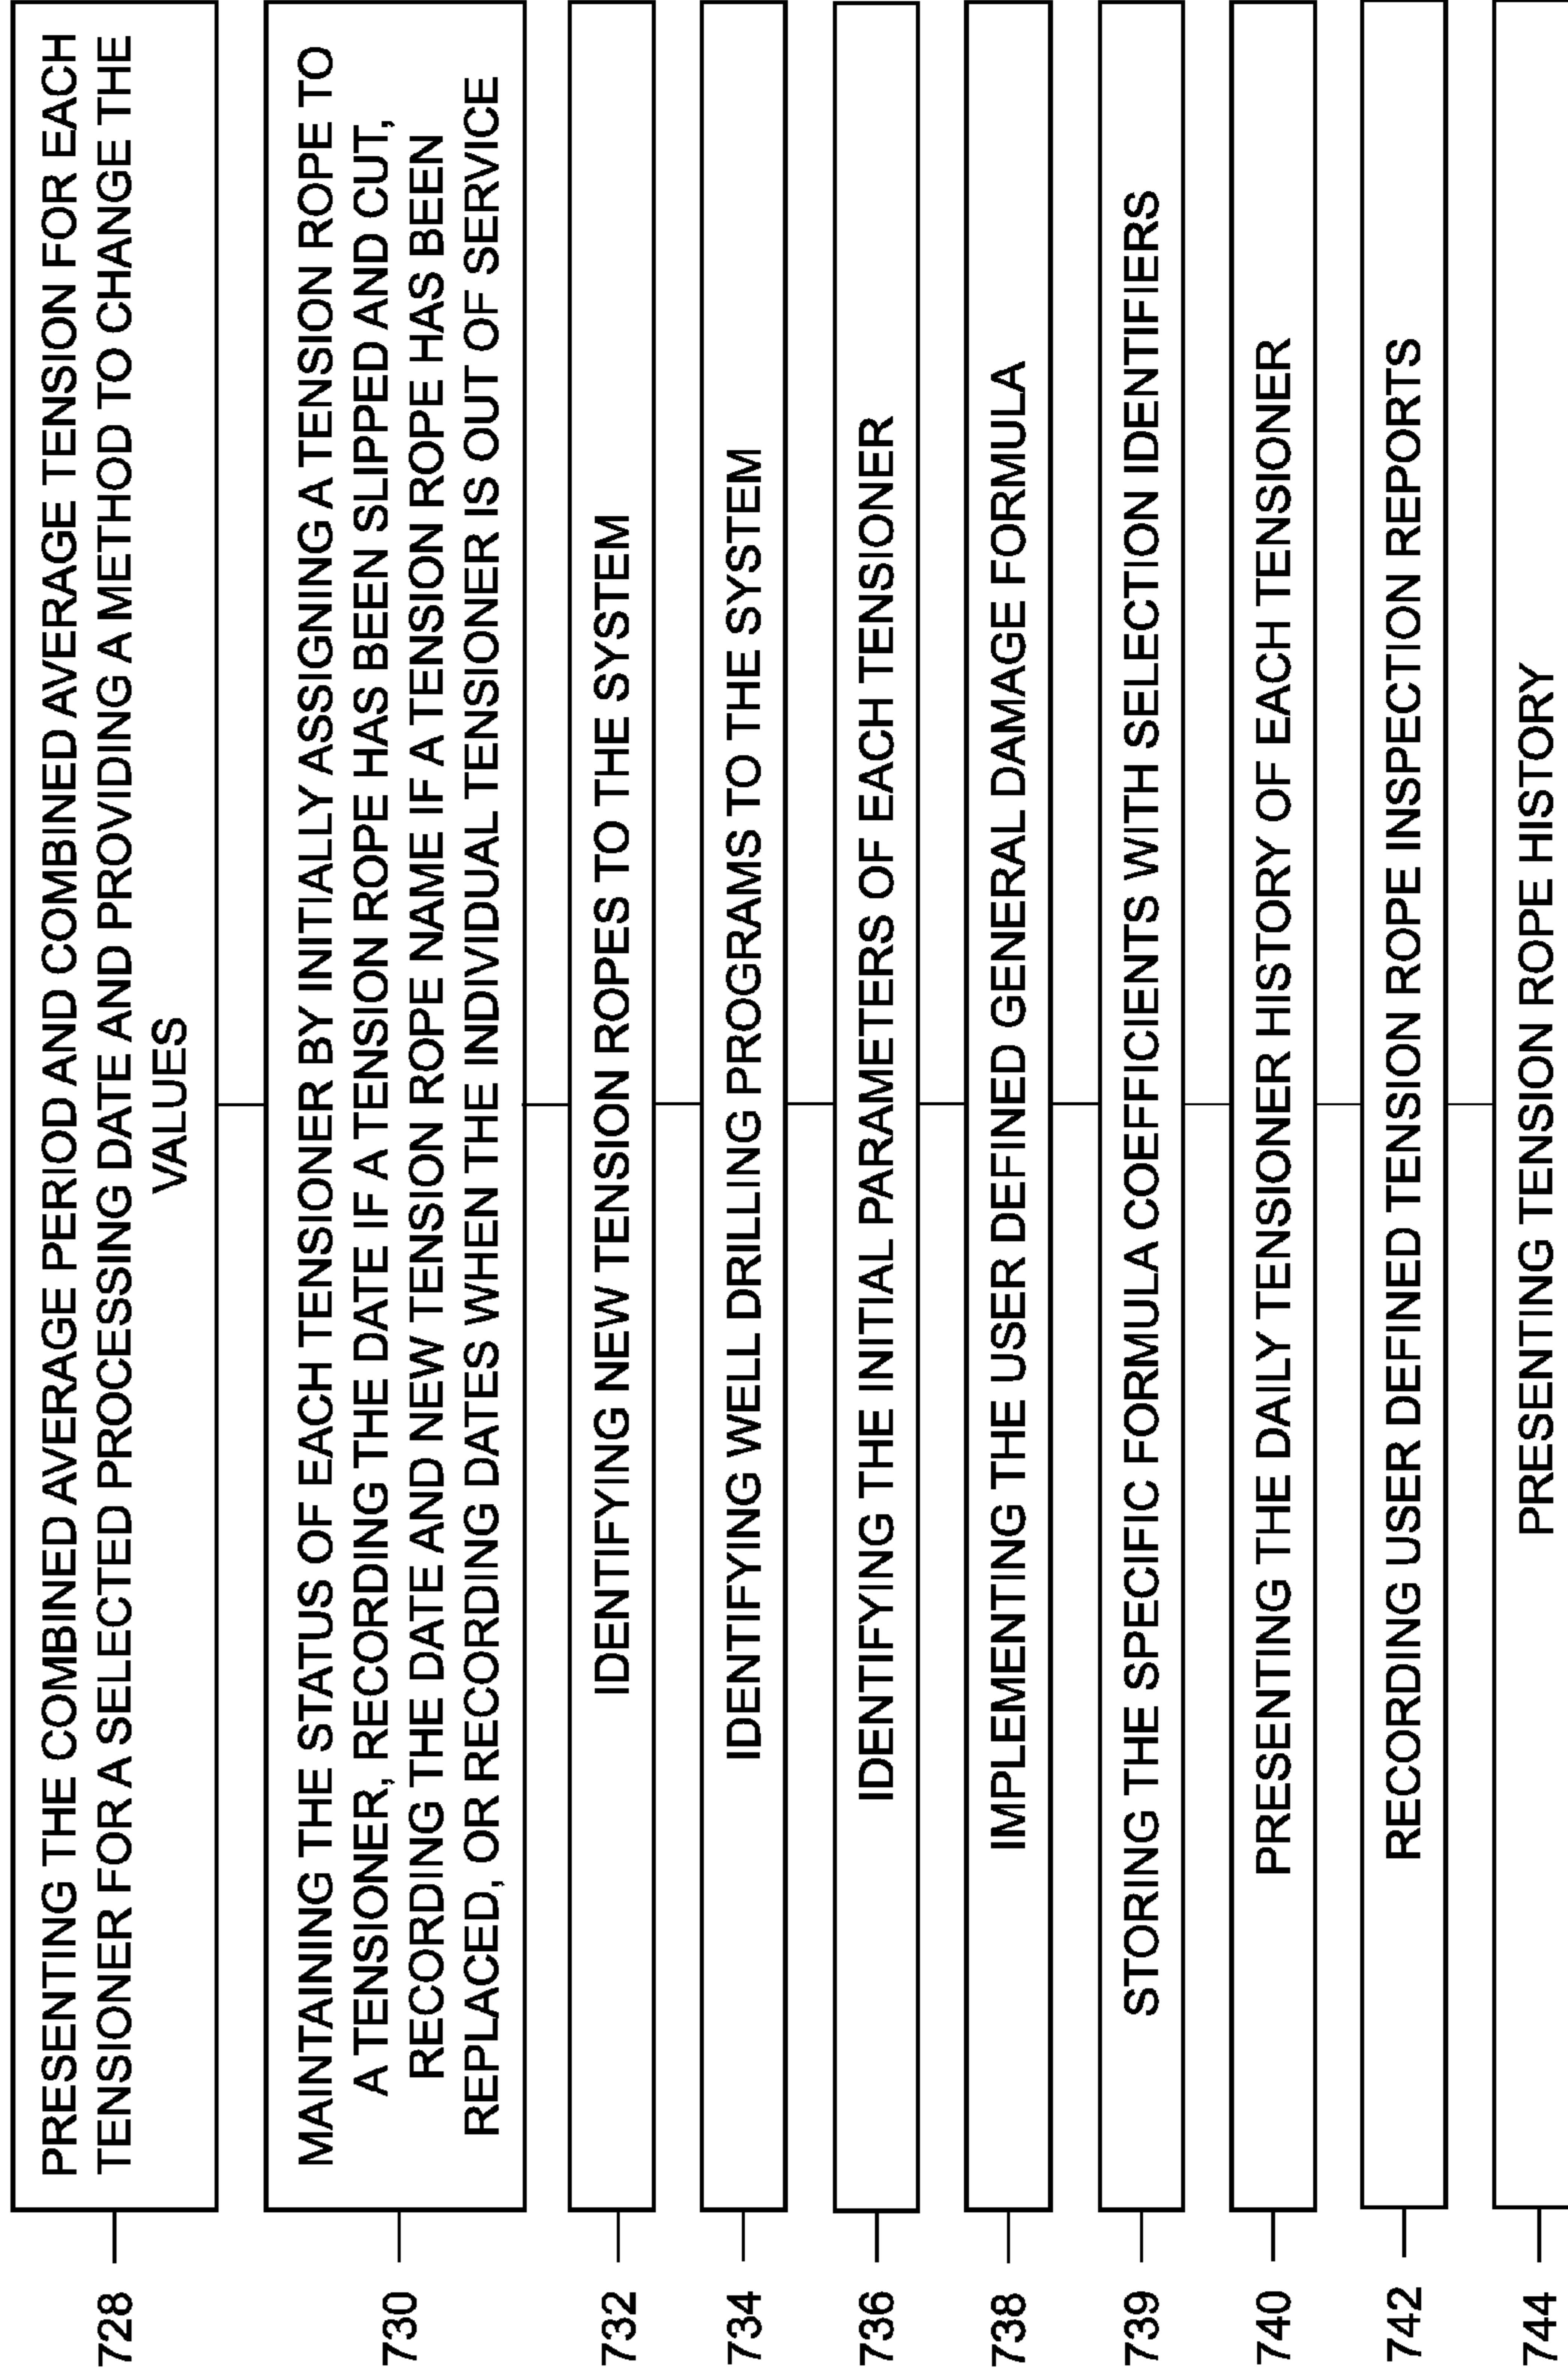 728
PRESENTING THE COMBINED AVERAGE PERIOD AND COMBINED AVERAGE TENSION FOR EACH
TENSIONER FOR A SELECTED PROCESSING DATE AND PROVIDING A METHOD TO CHANGE THE
VALUES
730
MAINTAINING THE STATUS OF EACH TENSIONER BY INITIALLY ASSIGNING A TENSION ROPE TO
A TENSIONER, RECORDING THE DATE IF A TENSION ROPE HAS BEEN SLIPPED AND CUT,
RECORDING THE DATE AND NEW TENSION ROPE NAME IF A TENSION ROPE HAS BEEN
REPLACED, OR RECORDING DATES WHEN THE INDIVIDUAL TENSIONER IS OUT OF SERVICE
732
IDENTIFYING NEW TENSION ROPES TO THE SYSTEM
734
IDENTIFYING WELL DRILLING PROGRAMS TO THE SYSTEM
736
IDENTIFYING THE INITIAL PARAMETERS OF EACH TENSIONER
738
IMPLEMENTING THE USER DEFINED GENERAL DAMAGE FORMULA
739
STORING THE SPECIFIC FORMULA COEFFICIENTS WITH SELECTION IDENTIFIERS
740
PRESENTING THE DAILY TENSIONER HISTORY OF EACH TENSIONER
742
RECORDING USER DEFINED TENSION ROPE INSPECTION REPORTS
744
PRESENTING TENSION ROPE HISTORY